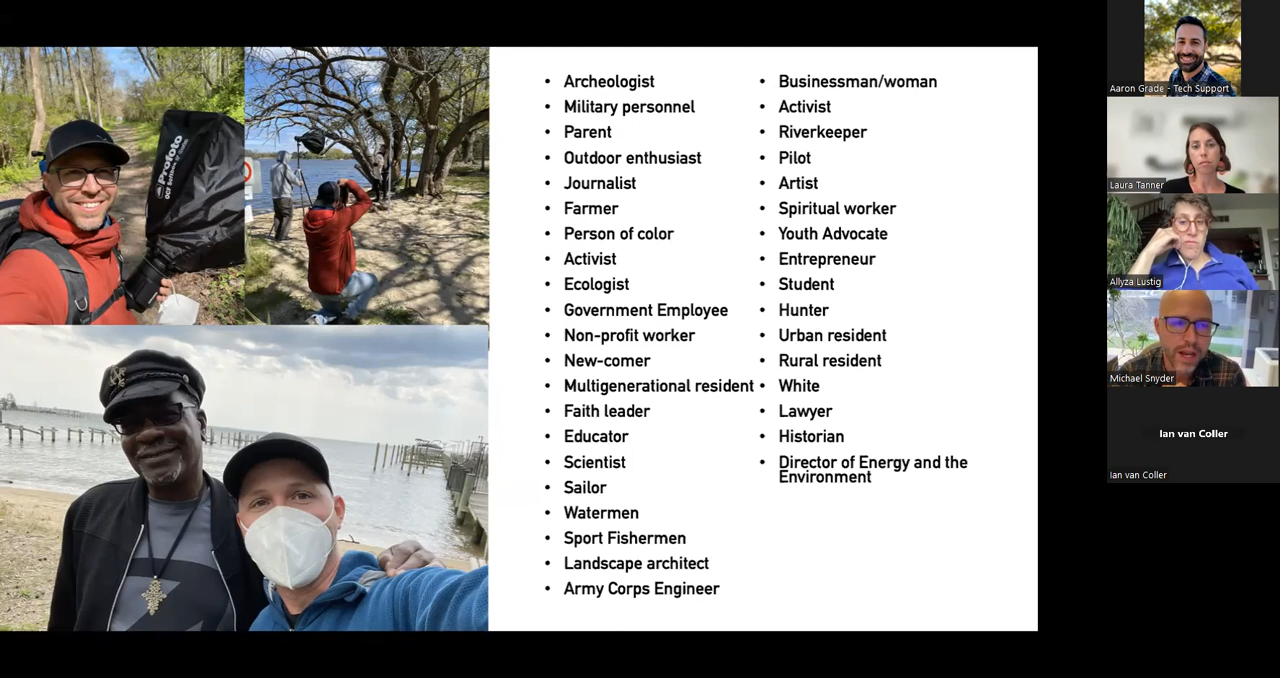 Profoto
Archeologist
Military personnel
Parent
Outdoor enthusiast
Journalist
Farmer
Person of color
Activist
Ecologist
Government Employee
Non-profit worker
New-comer
Multigenerational resident
Faith leader
Educator
Scientist
Sailor
Watermen
Sport Fishermen
Landscape architect
Army Corps Engineer
Businessman/woman
Activist
Riverkeeper
Pilot
Artist
Spiritual worker
Youth Advocate
Entrepreneur
Student
Hunter
Urban resident
Rural resident
White
Lawyer
Historian
Director of Energy and the
Environment
Aaron Grade - Tech Support
Laura Tanner
Allyza Lustig
Michael Snyder
Ian van Coller
Ian van Coller